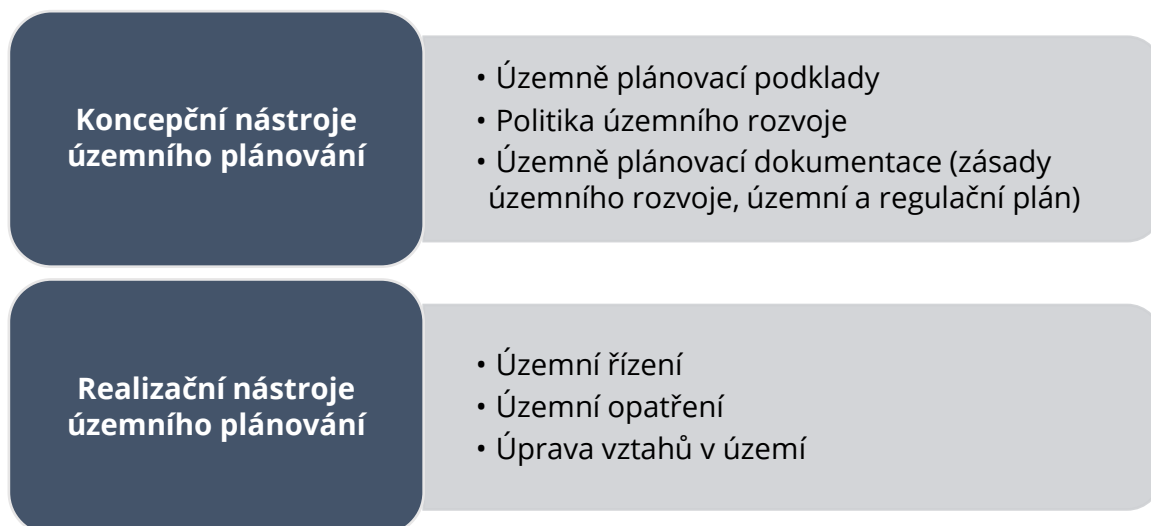 Koncepční nástroje
územního plánování
• Územně plánovací podklady
• Politika územního rozvoje
• Územně plánovací dokumentace (zásady
územního rozvoje, územní a regulační plán)
Realizační nástroje
územního plánování
• Územní řízení
• Územní opatření
• Úprava vztahů v území